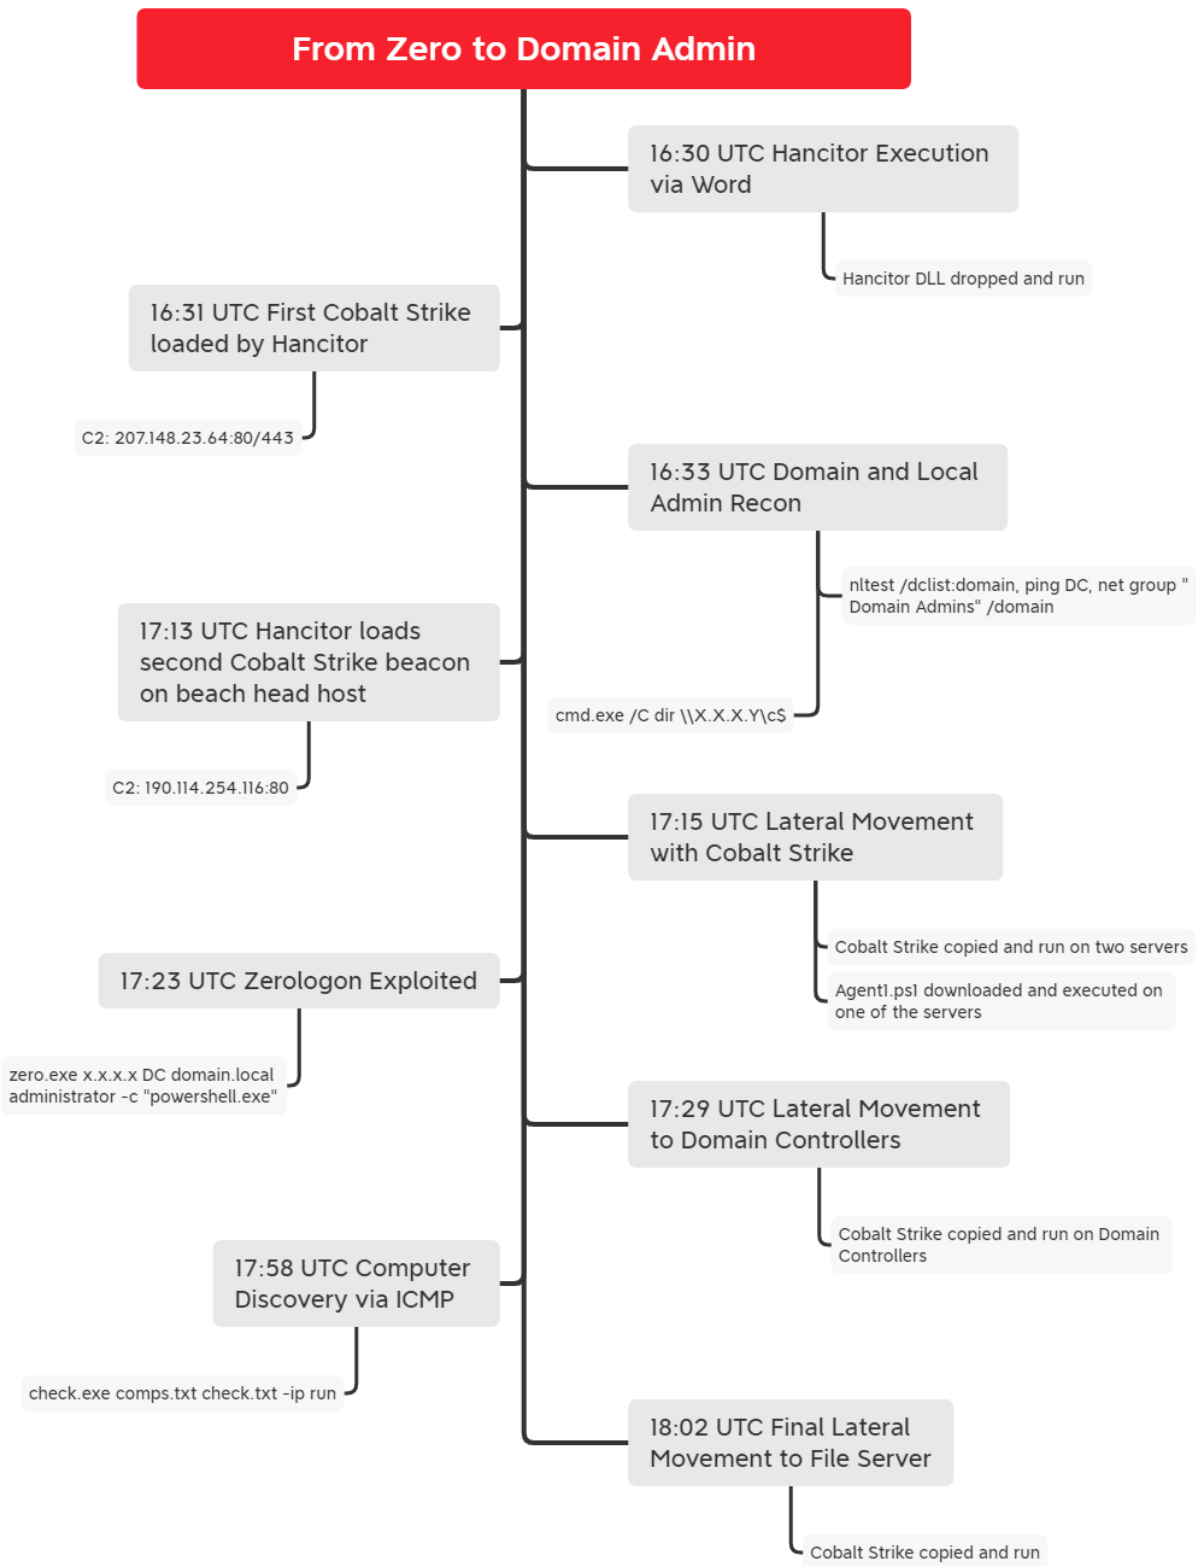 From Zero to Domain Admin
16:30 UTC Hancitor Execution
via Word
Hancitor DLL dropped and run
16:31 UTC First Cobalt Strike
loaded by Hancitor
C2: 207.148.23.64:80/443
16:33 UTC Domain and Local
Admin Recon
nltest /dclist:domain, ping DC, net group "
Domain Admins" /domain
cmd.exe /C dir \\X.X.X.Y\c$
17:13 UTC Hancitor loads
second Cobalt Strike beacon
on beach head host
C2: 190.114.254.116:80
17:15 UTC Lateral Movement
with Cobalt Strike
Cobalt Strike copied and run on two servers
Agent1.ps1 downloaded and executed on
one of the servers
17:23 UTC Zerologon Exploited
zero.exe x.x.x.x DC domain.local
administrator -c "powershell.exe"
17:29 UTC Lateral Movement
to Domain Controllers
Cobalt Strike copied and run on Domain
Controllers
17:58 UTC Computer
Discovery via ICMP
check.exe comps.txt check.txt -ip run
18:02 UTC Final Lateral
Movement to File Server
Cobalt Strike copied and run